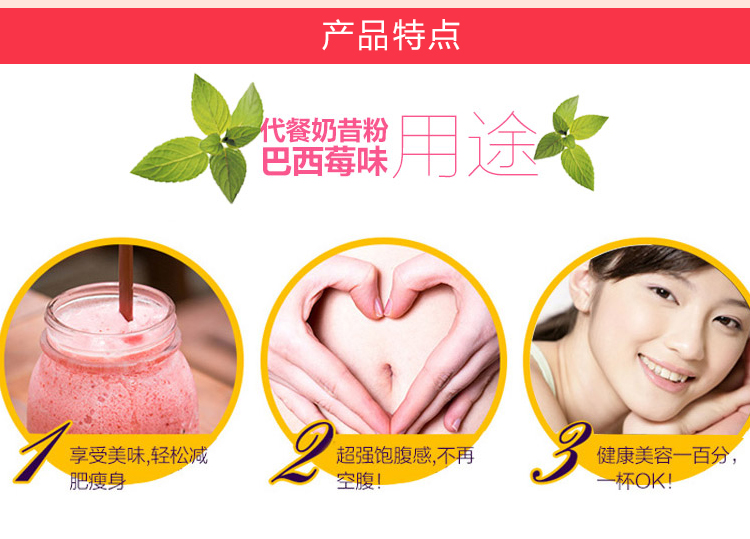 产品特点
代餐奶昔粉
巴西莓味
用途
1
享受美味,轻松减
肥瘦身
2
超强饱腹感,不再
空腹!
3
健康美容一百分,
一杯OK!